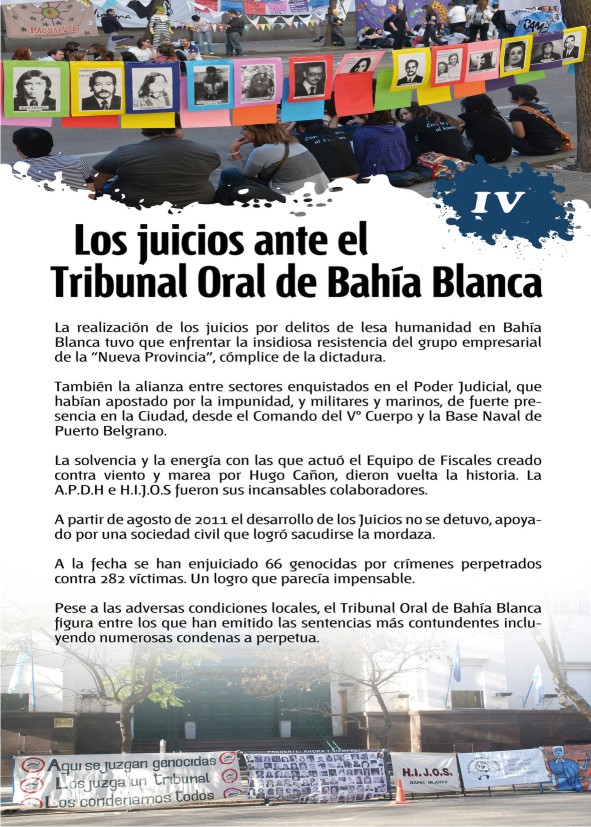 IV
Los juicios ante el
Tribunal Oral de Bahía Blanca
La realización de los juicios por delitos de lesa humanidad en Bahía
Blanca tuvo que enfrentar la insidiosa resistencia del grupo empresarial
de la “Nueva Provincia”, cómplice de la dictadura.
También la alianza entre sectores enquistados en el Poder Judicial, que
habían apostado por la impunidad, y militares y marinos, de fuerte pre-
sencia en la Ciudad, desde el Comando del V° Cuerpo y la Base Naval de
Puerto Belgrano.
La solvencia y la energía con las que actuó el Equipo de Fiscales creado
contra viento y marea por Hugo Cañon, dieron vuelta la historia. La
A.P.D.H e H.I.J.O.S fueron sus incansables colaboradores.
A partir de agosto de 2011 el desarrollo de los Juicios no se detuvo, apoya-
do por una sociedad civil que logró sacudirse la mordaza.
A la fecha se han enjuiciado 66 genocidas por crímenes perpetrados
contra 282 víctimas. Un logro que parecía impensable.
Pese a las adversas condiciones locales, el Tribunal Oral de Bahía Blanca
figura entre los que han emitido las sentencias más contundentes inclu-
yendo numerosas condenas a perpetua.
Aqui se juzgan genocidas
Los juzga un tribunal
Los condenamos todos
PRESENTE! AHORA Y SIEMPRE!
H.I.J.O.S.
BAHIA BLANCA